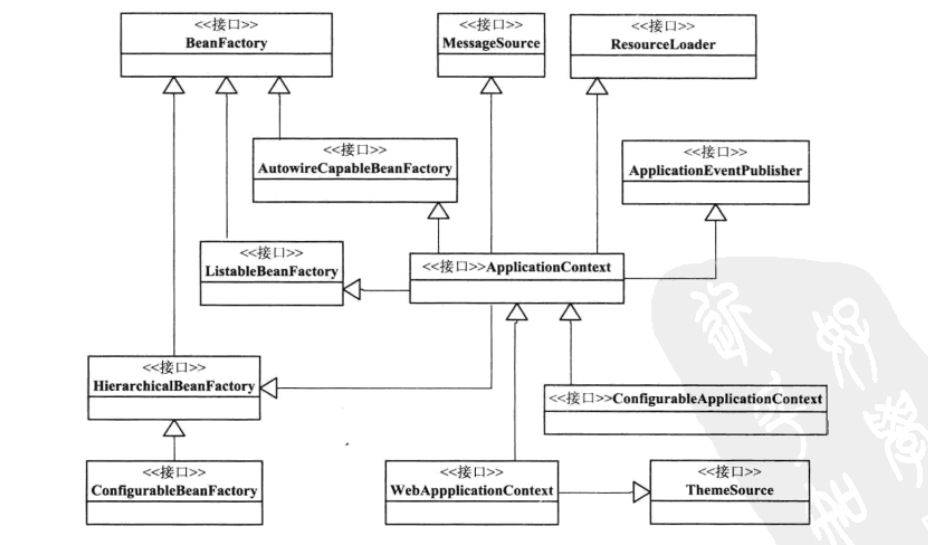 <<接口>>
BeanFactory
<<接口>>
MessageSource
<<接口>>
ResourceLoader
<<接口>>
AutowireCapableBeanFactory
<<接口>>
ApplicationEventPublisher
<<接口>>
ListableBeanFactory
<<接口>>ApplicationContext
<<接口>>
HierarchicalBeanFactory
<<接口>>ConfigurableApplicationContext
<<接口>>
ConfigurableBeanFactory
<<接口>>
WebAppplicationContext
<<接口>>
ThemeSource